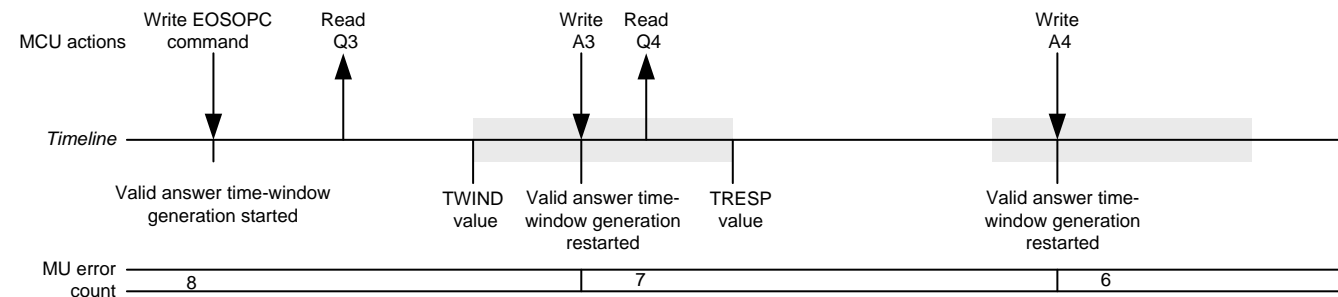 Write EOSOPC
command
Read
Q3
Write
A3
Read
Q4
Write
A4
MCU actions
Timeline
Valid answer time-window
generation started
TWIND
value
Valid answer time-
window generation
restarted
TRESP
value
Valid answer time-
window generation
restarted
MU error
count
8
7
6